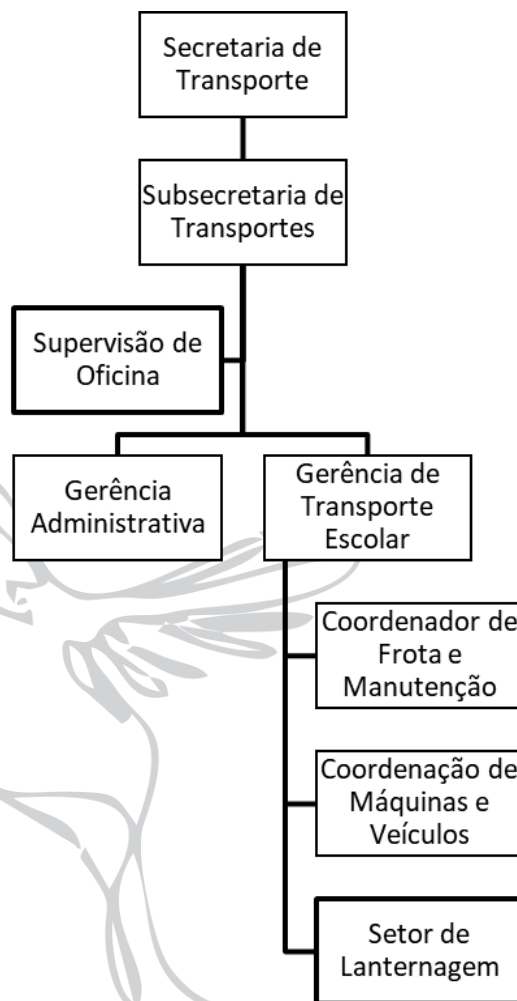 Secretaria de
Transporte
Subsecretaria de
Transportes
Supervisão de
Oficina
Gerência
Administrativa
Gerência de
Transporte
Escolar
Coordenador de
Frota e
Manutenção
Coordenação de
Máquinas e
Veículos
Setor de
Lanternagem